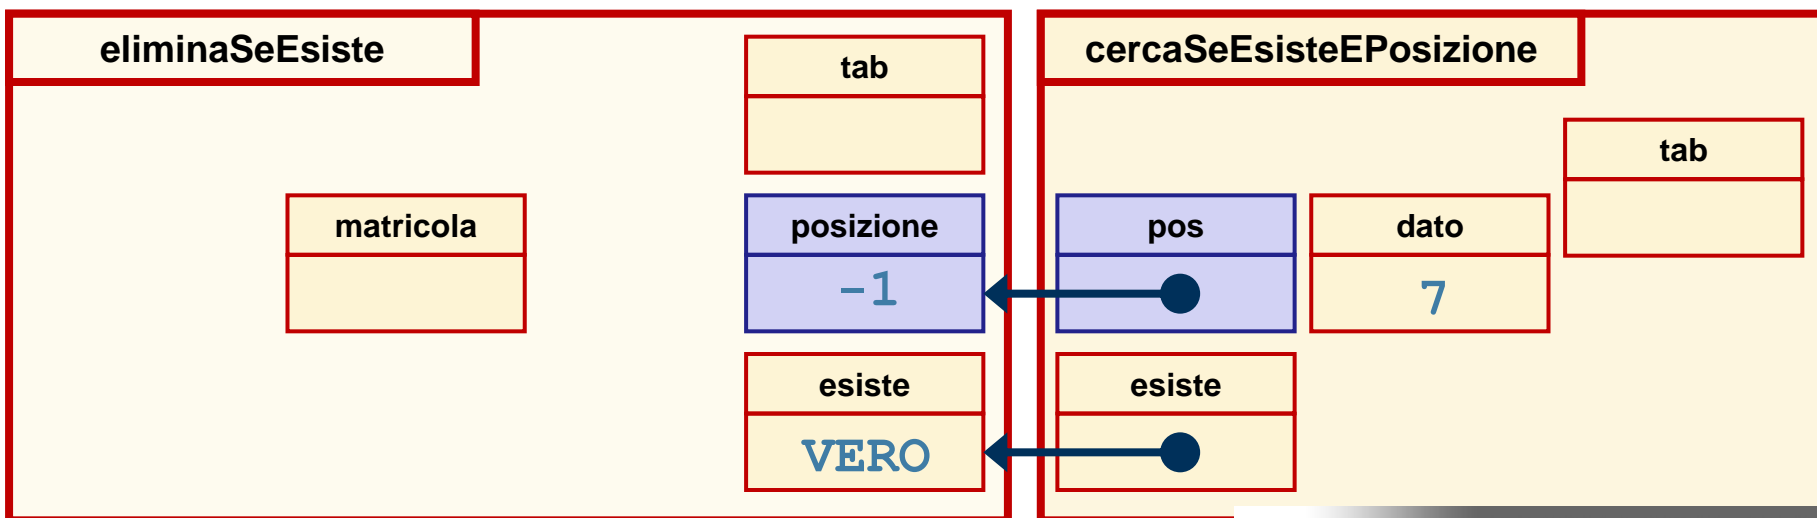 eliminaSeEsiste
tab
matricola
posizione
-1
esiste
VERO
cercaSeEsisteEPosizione
tab
pos
dato
7
esiste